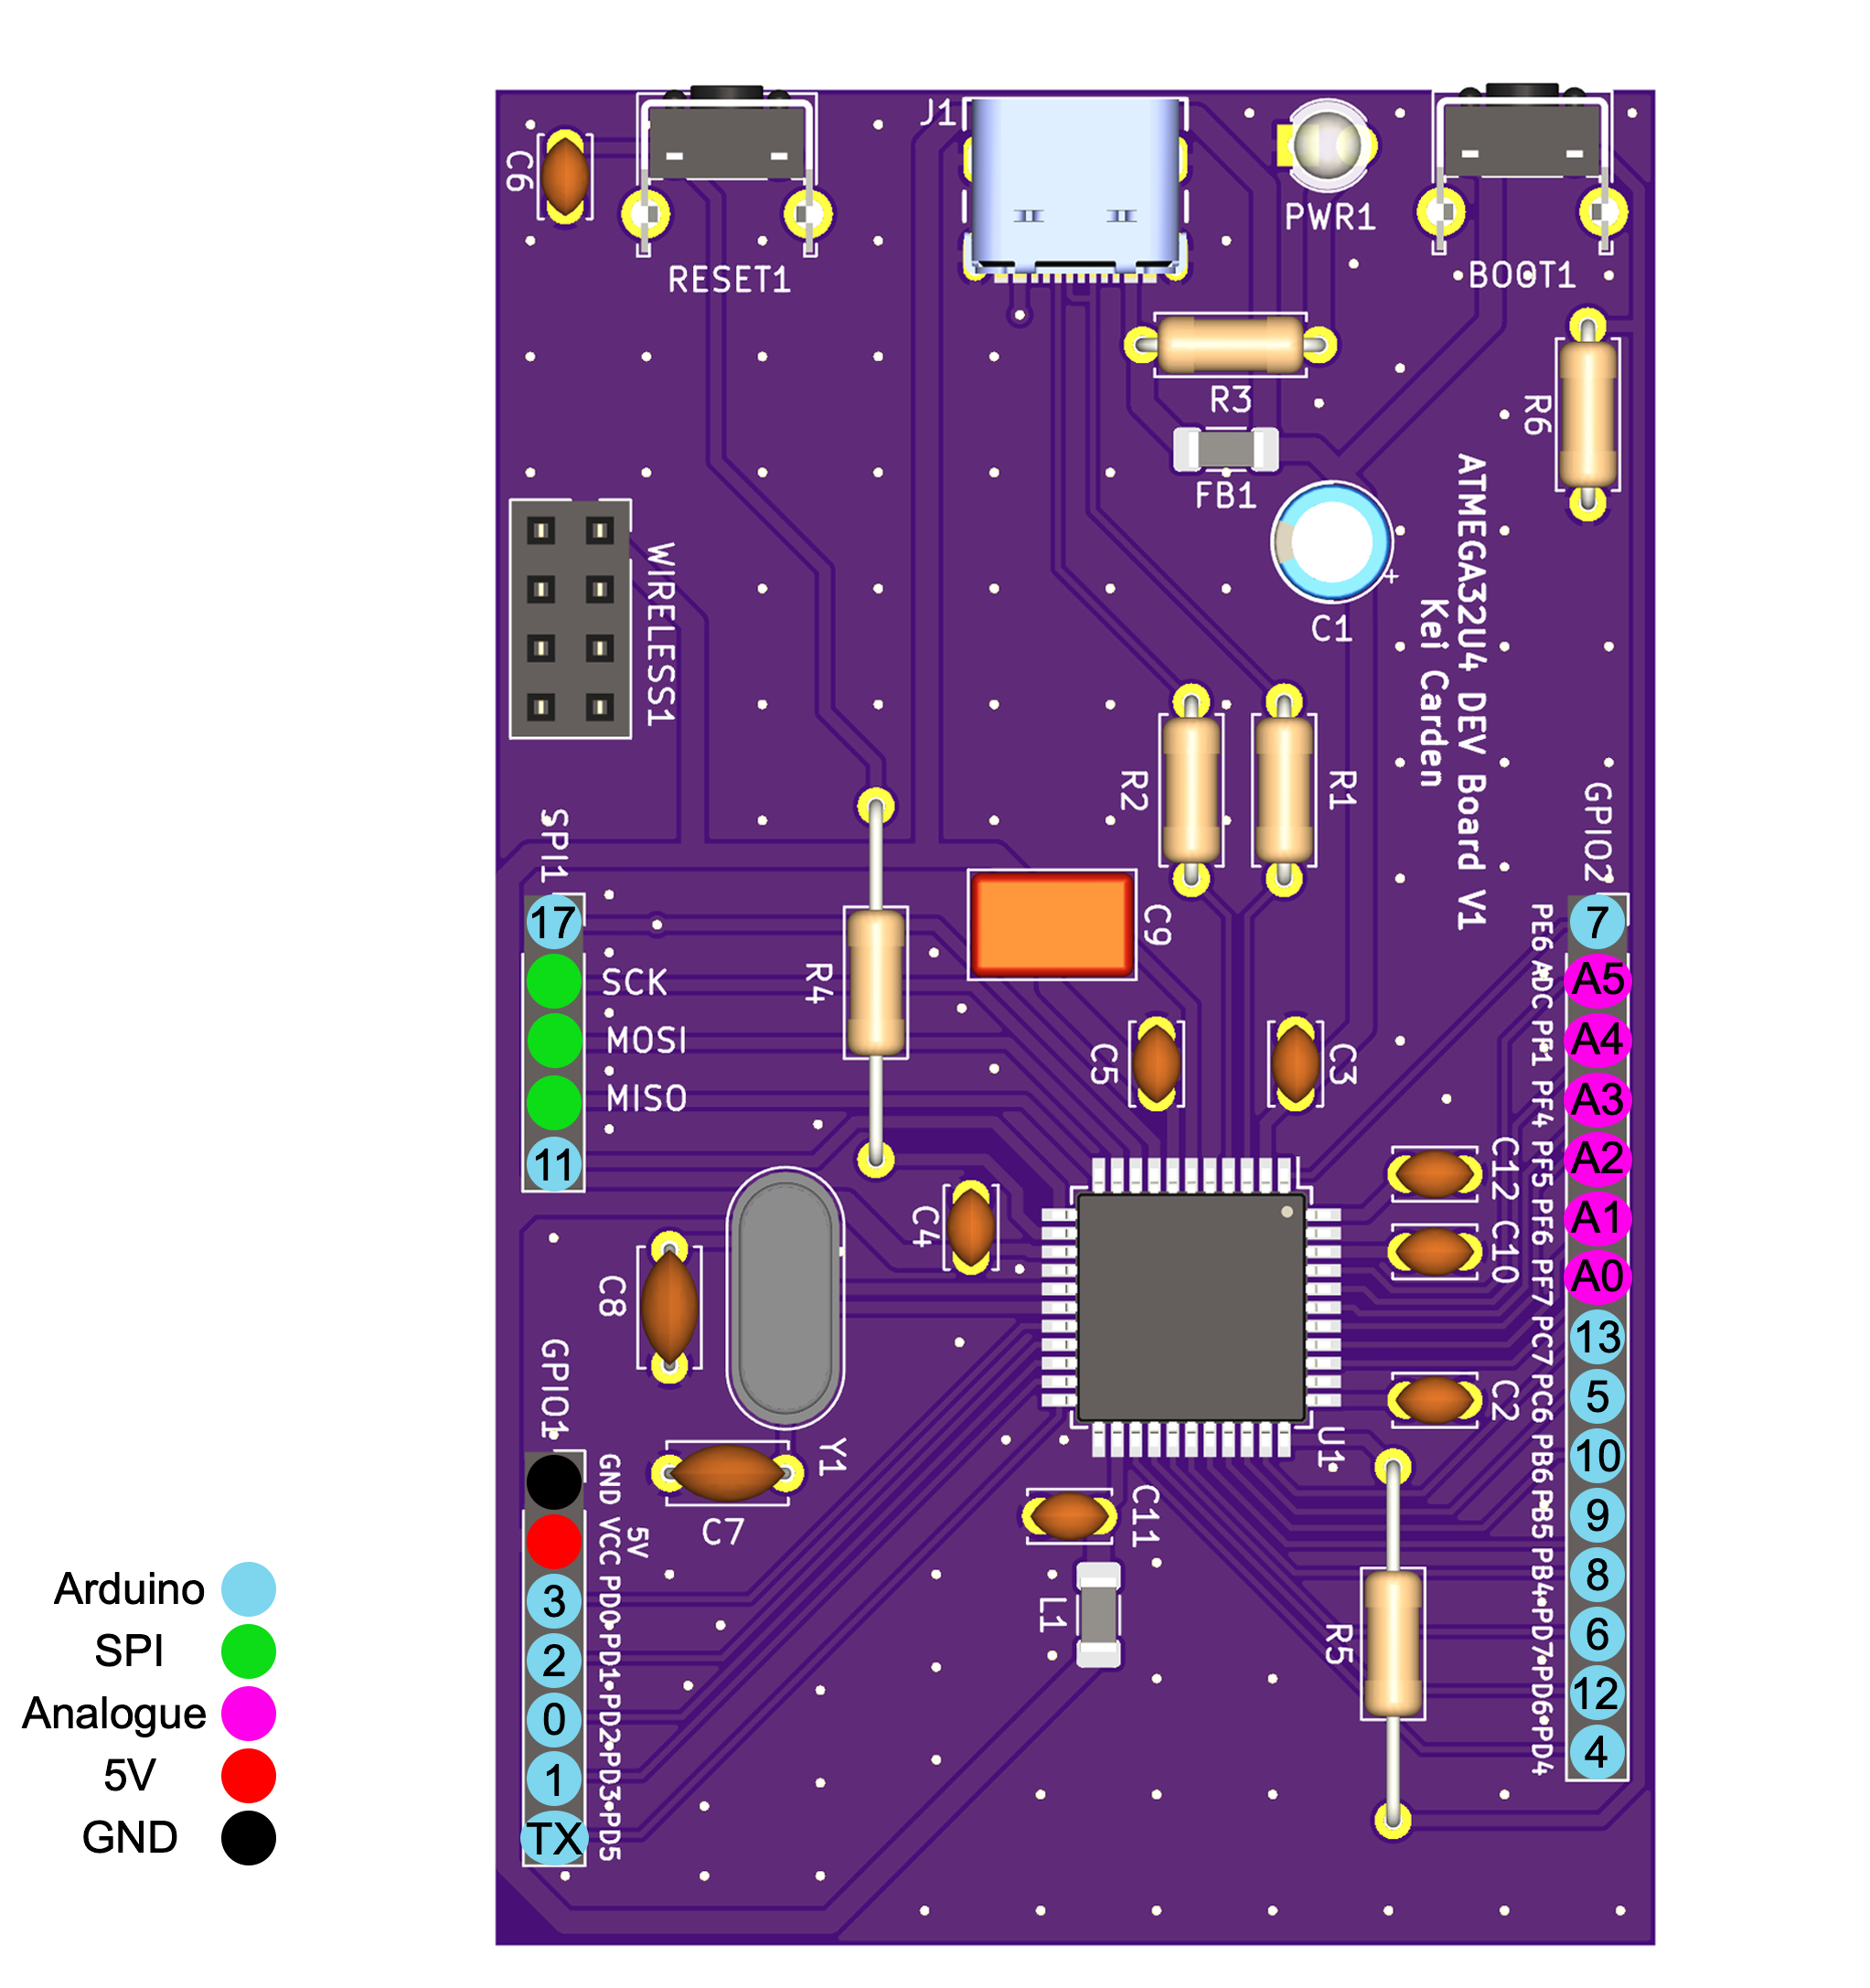 J1
C6
PWR1
RESET1
BOOT1
R3
R6
FB1
C1
WIRELESS1
ATMEGA32U4 DEV Board V1
Kei Carden
R2
R1
GPIO2
SPI1
C9
R4
17
SCK
MOSI
MISO
11
C5
C3
C12
C10
C4
C8
C2
U1
Y1
C7
C11
L1
R5
7
A5
A4
A3
A2
A1
A0
13
5
10
9
8
6
12
4
PE6 ADC PF1 PF4 PF5 PF6 PF7 PC7 PC6 PB6 PB5 PB4 PD7 PD6 PD4
GPIO1
GND VCC PD0 PD1 PD2 PD3 PD5
5V
3
2
0
1
TX
Arduino
SPI
Analogue
5V
GND